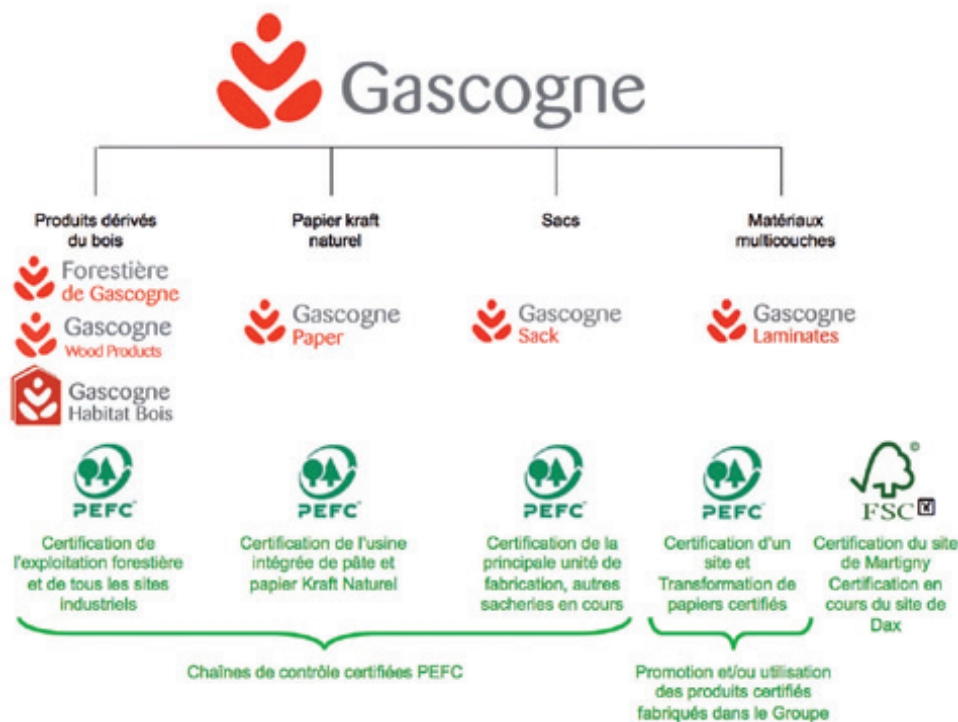 Gascogne
Produits dérivés
du bois
Papier kraft
naturel
Sacs
Matériaux
multicouches
Forestière
de Gascogne
Gascogne
Wood Products
Gascogne
Habitat Bois
Gascogne
Paper
Gascogne
Sack
Gascogne
Laminates
PEFC
PEFC
PEFC
PEFC
FSC
Certification de
l'exploitation forestière
et de tous les sites
industriels
Certification de l'usine
intégrée de pâte et
papier Kraft Naturel
Certification de la
principale unité de
fabrication, autres
sacheries en cours
Certification d'un
site et
Transformation de
papiers certifiés
Certification du site
de Martigny
Certification en
cours du site de
Dax
Chaînes de contrôle certifiées PEFC
Promotion et/ou utilisation
des produits certifiés
fabriqués dans le Groupe